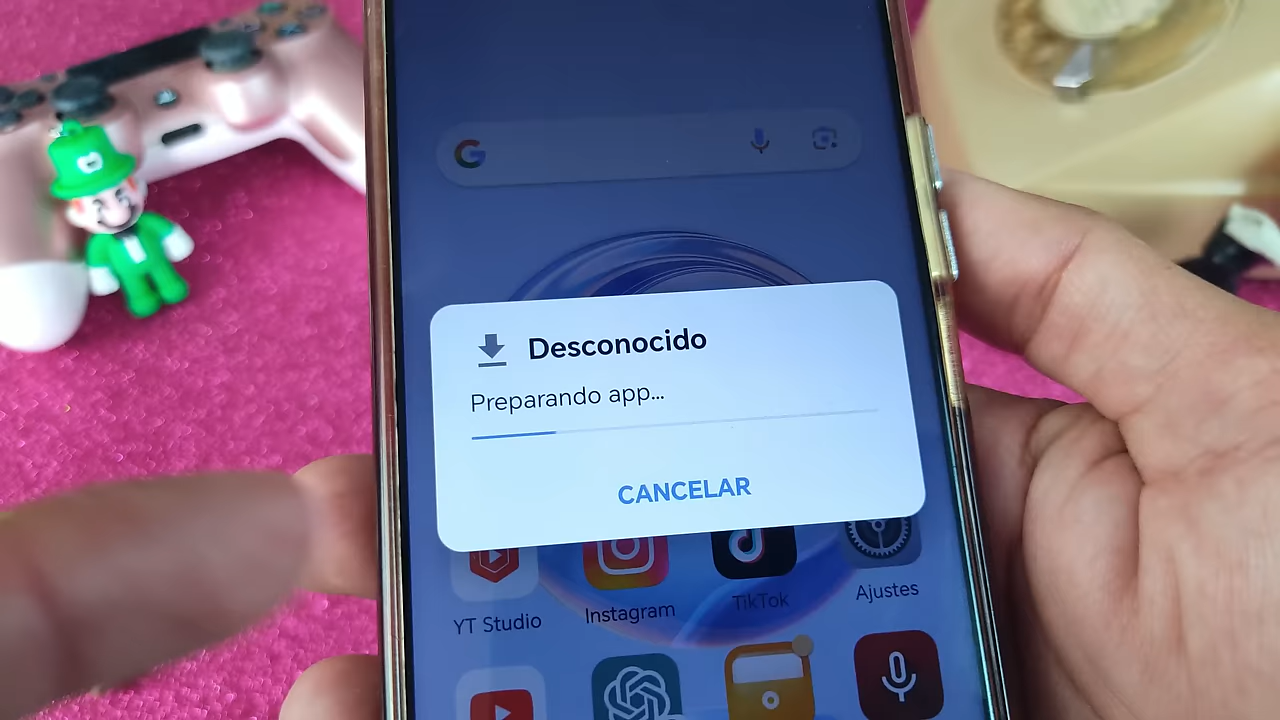 Desconocido
Preparando app...
CANCELAR
YT Studio
Instagram
TikTok
Ajustes